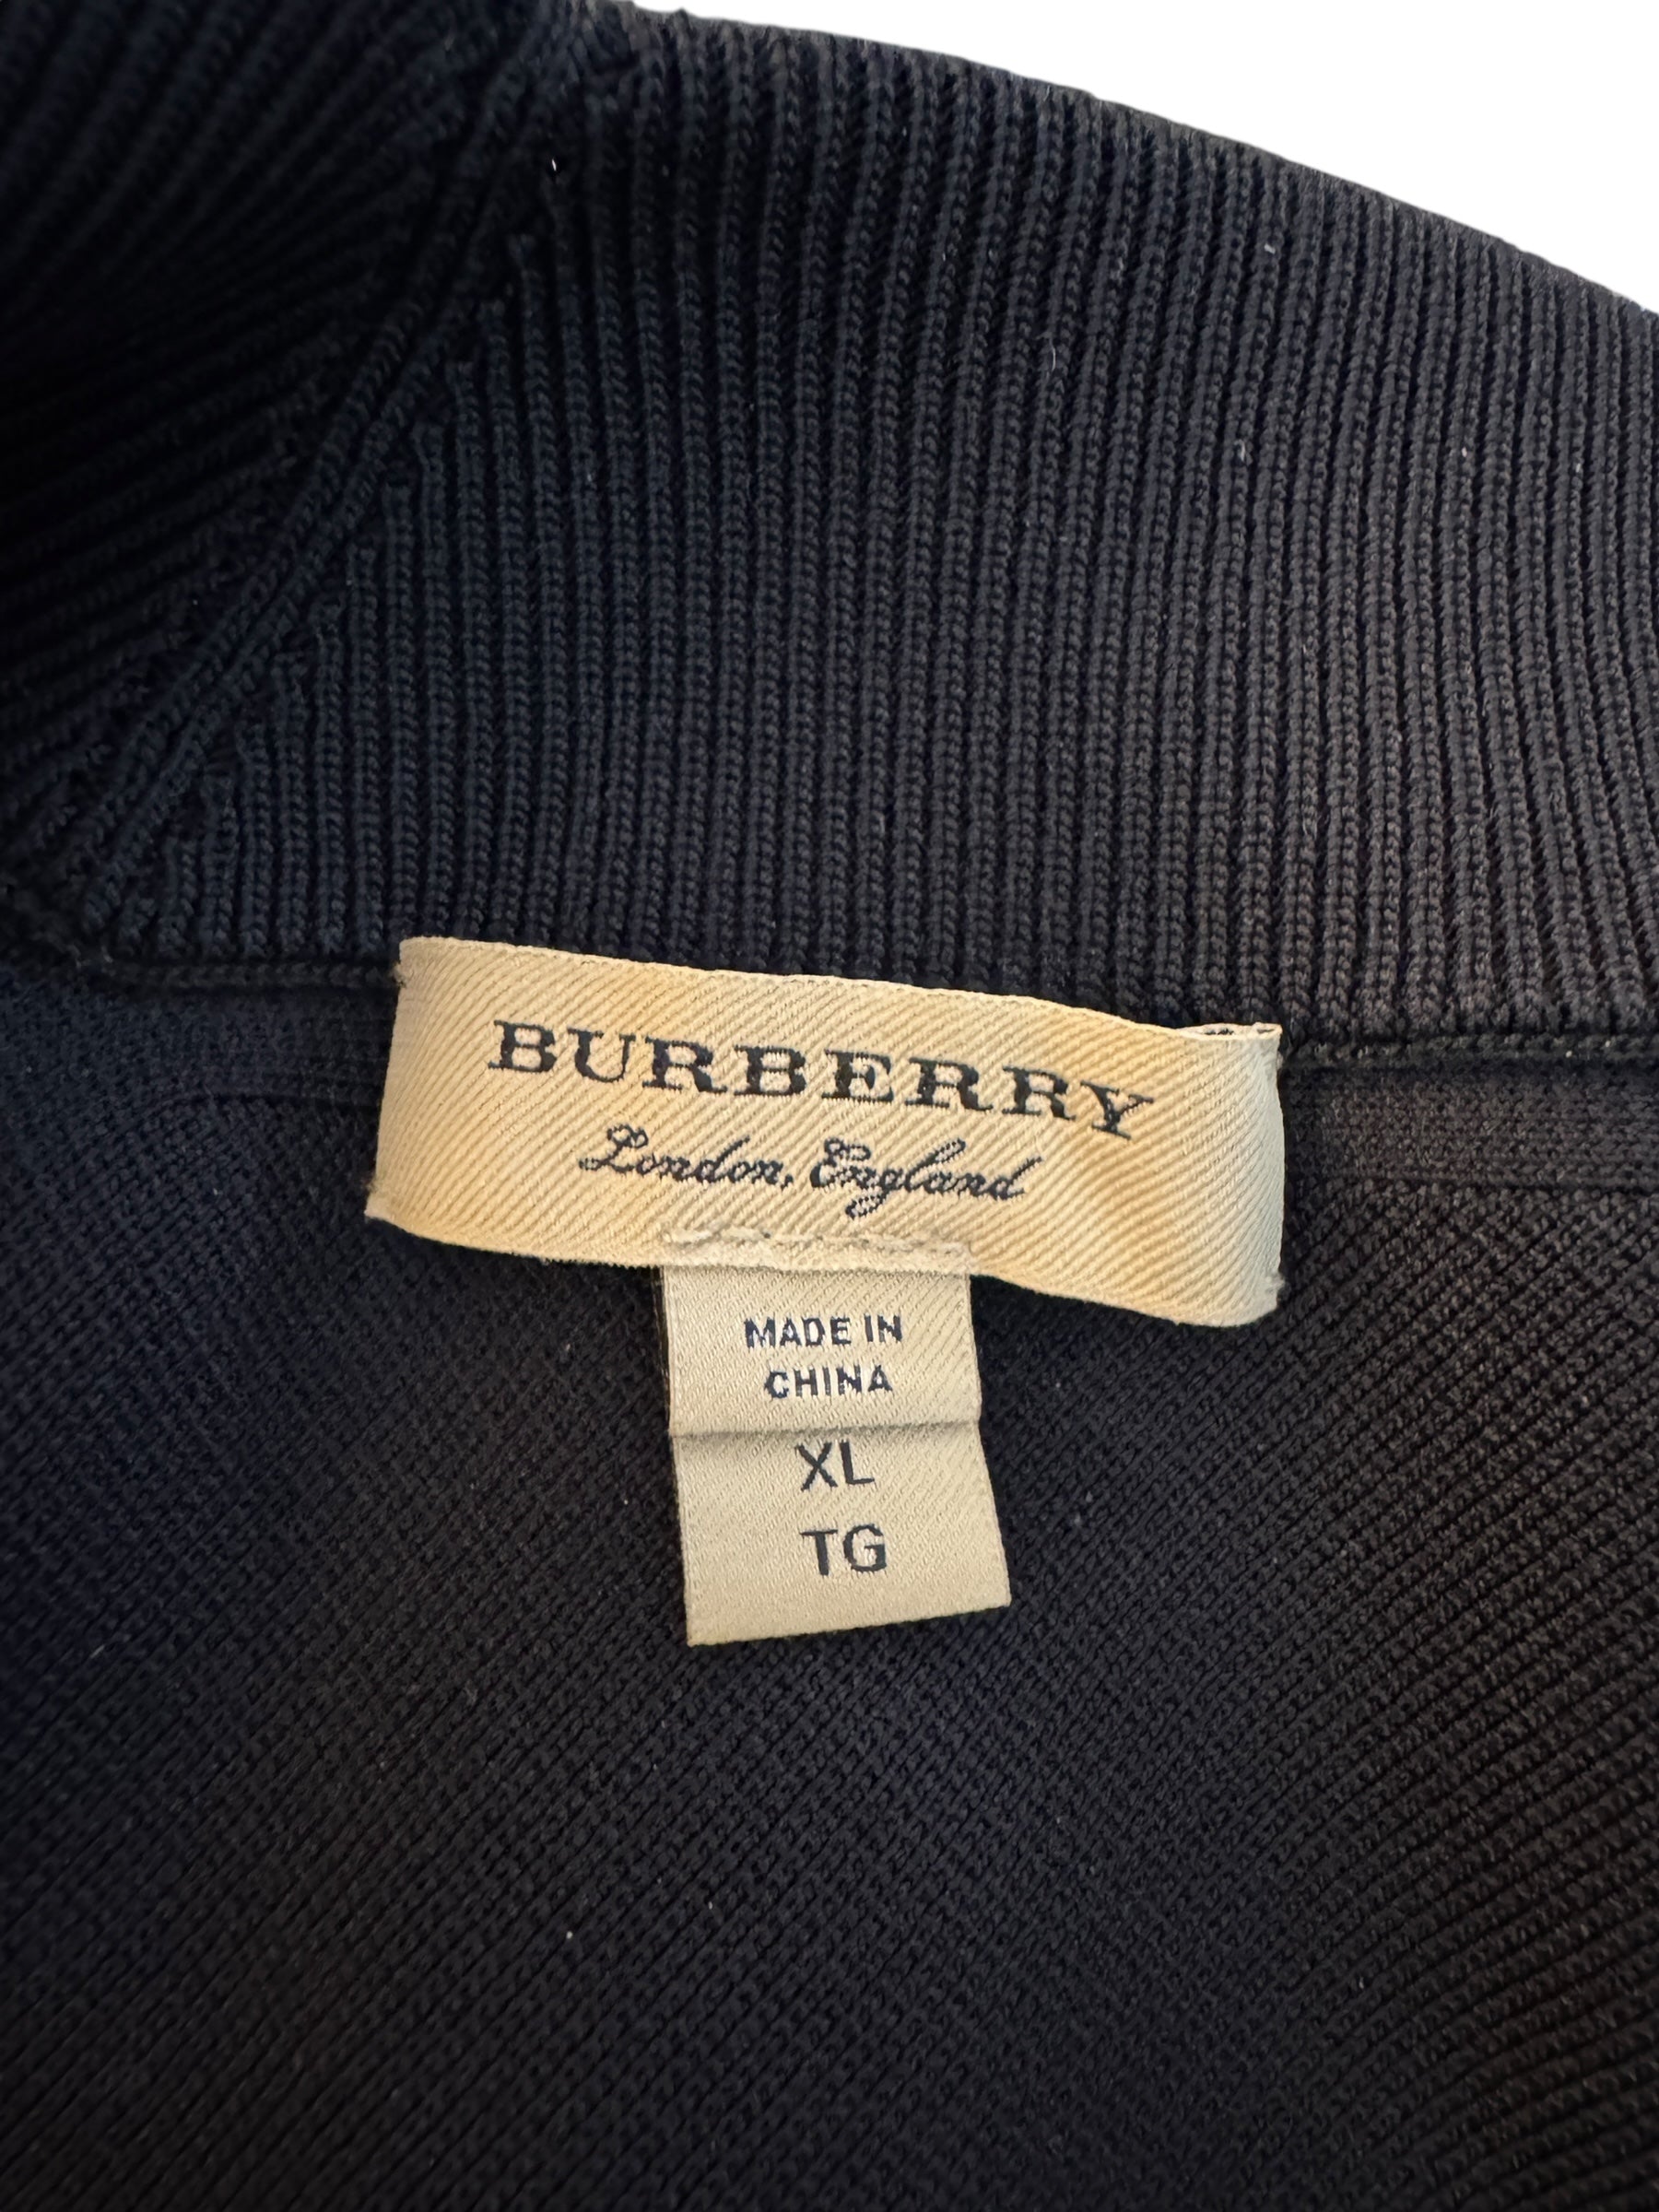 BURBERRY
London, England
MADE IN
CHINA
XL
TG